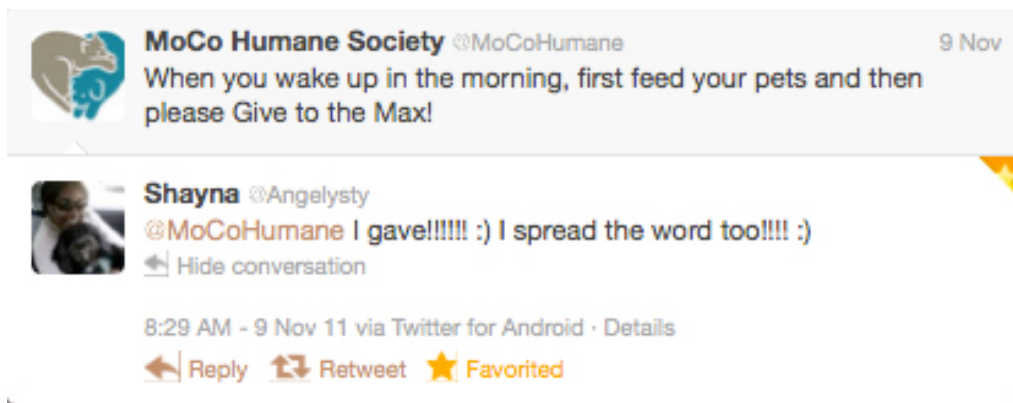 MoCo Humane Society @MoCoHumane 9 Nov
When you wake up in the morning, first feed your pets and then
please Give to the Max!
Shayna @Angelysty
@MoCoHumane I gave!!!!!!! :) I spread the word too!!!! :)
Hide conversation
8:29 AM - 9 Nov 11 via Twitter for Android · Details
Reply Retweet Favorited